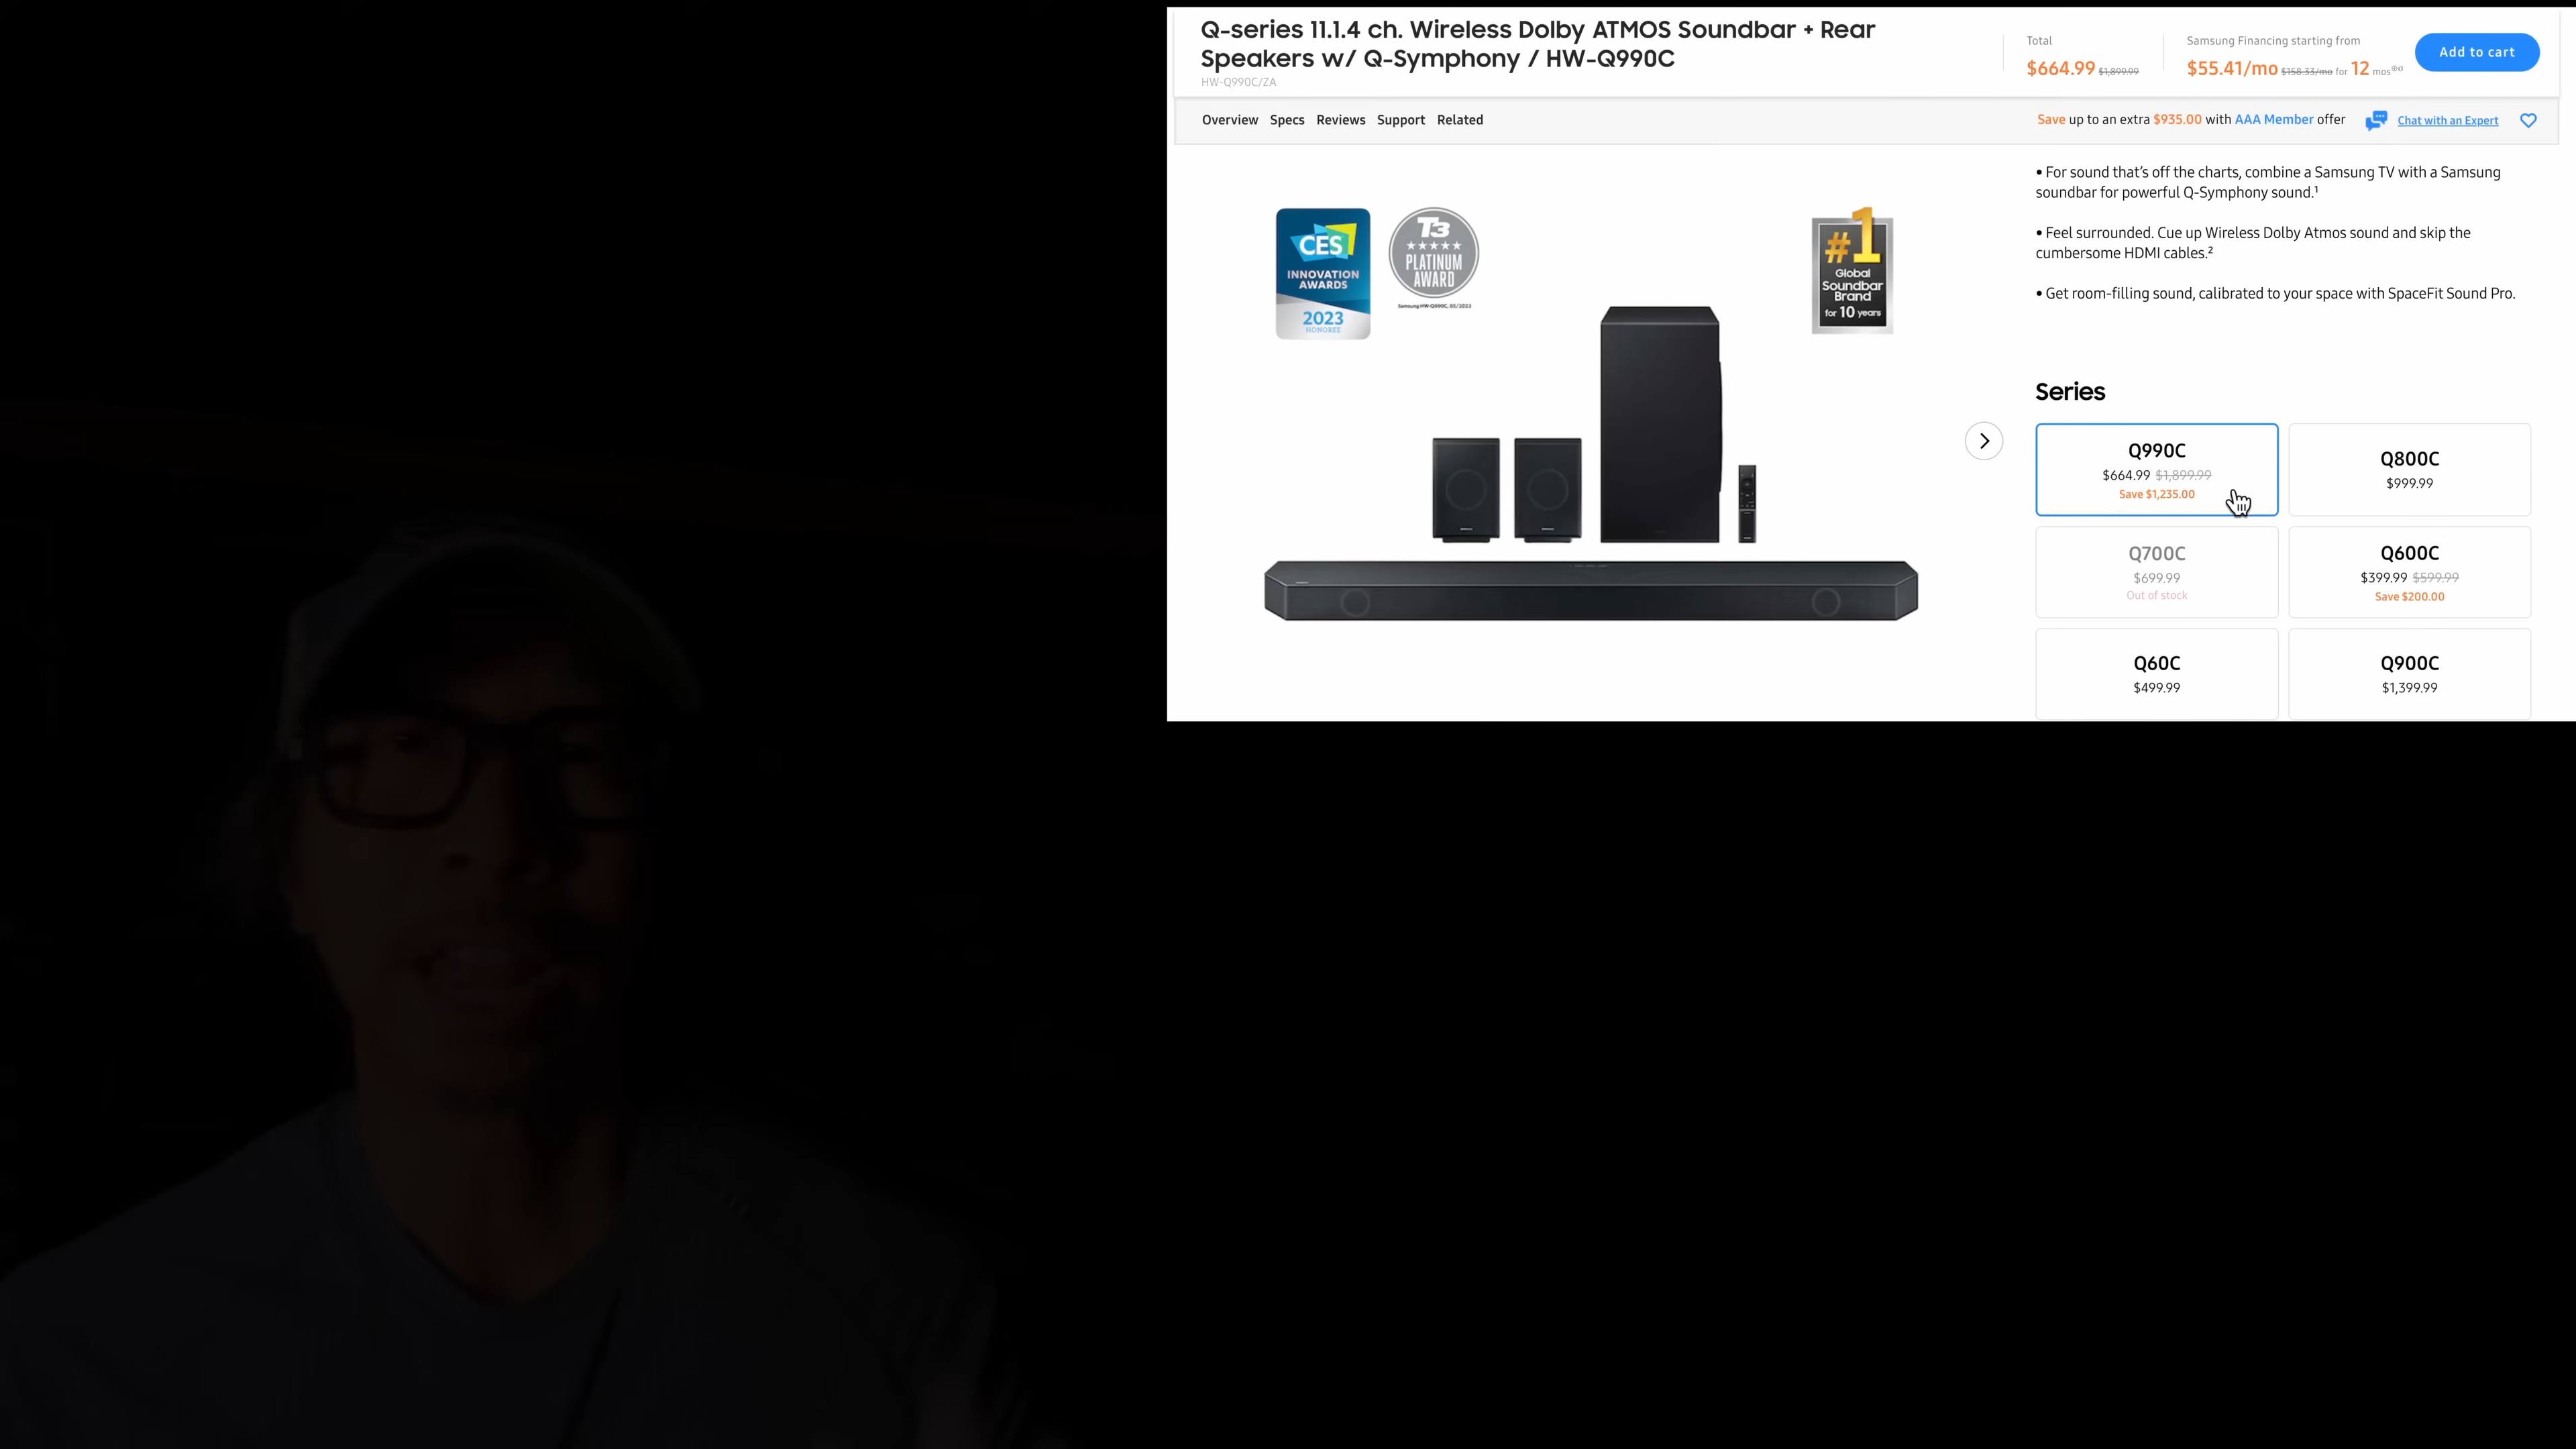 Q-series 11.1.4 ch. Wireless Dolby ATMOS Soundbar + Rear
Speakers w/ Q-Symphony / HW-Q990C
HW-Q990C/ZA
Total
$664.99 $1,899.99
Samsung Financing starting from
$55.41/mo $158.33/mo for 12 mos
Add to cart
Overview Specs Reviews Support Related
Save up to an extra $935.00 with AAA Member offer
Chat with an Expert
• For sound that's off the charts, combine a Samsung TV with a Samsung
soundbar for powerful Q-Symphony sound.¹
• Feel surrounded. Cue up Wireless Dolby Atmos sound and skip the
cumbersome HDMI cables.²
• Get room-filling sound, calibrated to your space with SpaceFit Sound Pro.
CES
INNOVATION
AWARDS
2023
HONOREE
T3
★★★★★
PLATINUM
AWARD
Samsung HW-Q990C, 05/2023
#1
Global
Soundbar
Brand
for 10 years
Series
Q990C
$664.99 $1,899.99
Save $1,235.00
Q800C
$999.99
Q700C
$699.99
Out of stock
Q600C
$399.99 $599.99
Save $200.00
Q60C
$499.99
Q900C
$1,399.99